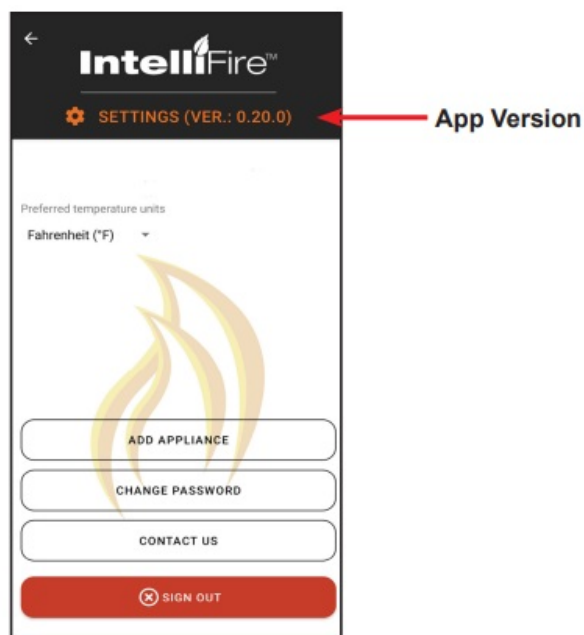 IntelliFire™
SETTINGS (VER.: 0.20.0)
App Version
Preferred temperature units
Fahrenheit (°F)
ADD APPLIANCE
CHANGE PASSWORD
CONTACT US
SIGN OUT